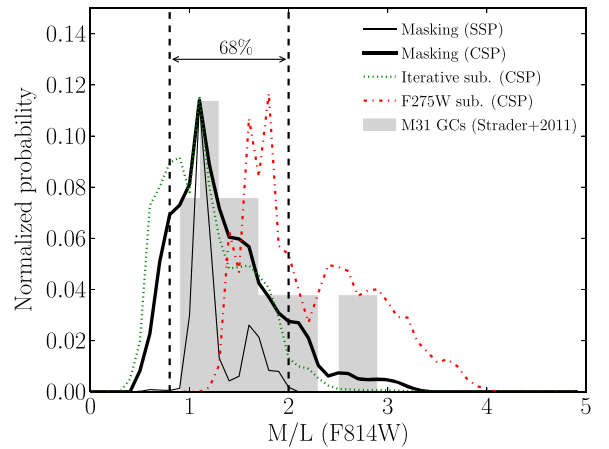 0.14
0.12
0.10
0.08
0.06
0.04
0.02
0.00
Normalized probability
68%
Masking (SSP)
Masking (CSP)
Iterative sub. (CSP)
F275W sub. (CSP)
M31 GCs (Strader+2011)
0 1 2 3 4 5
M/L (F814W)